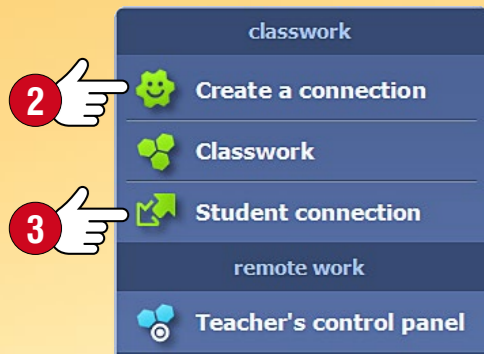 classwork
2
Create a connection
Classwork
3
Student connection
remote work
Teacher's control panel